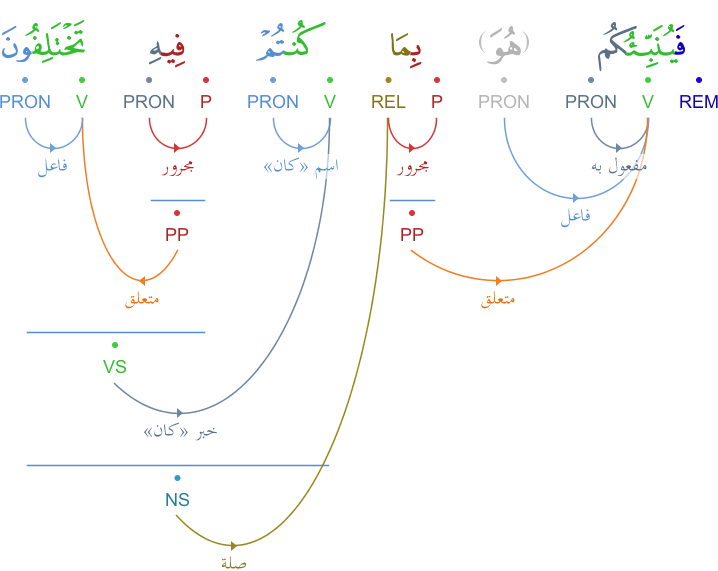 فَيُنَبِّئُكُم (هُوَ) بِمَا كُنتُمْ فِيهِ تَخْتَلِفُونَ
REM V PRON PRON P REL V PRON P PRON V PRON
مفعول به مجرور اسم «كان» مجرور فاعل
فاعل
PP PP
متعلق متعلق
VS
خبر «كان»
NS
صلة